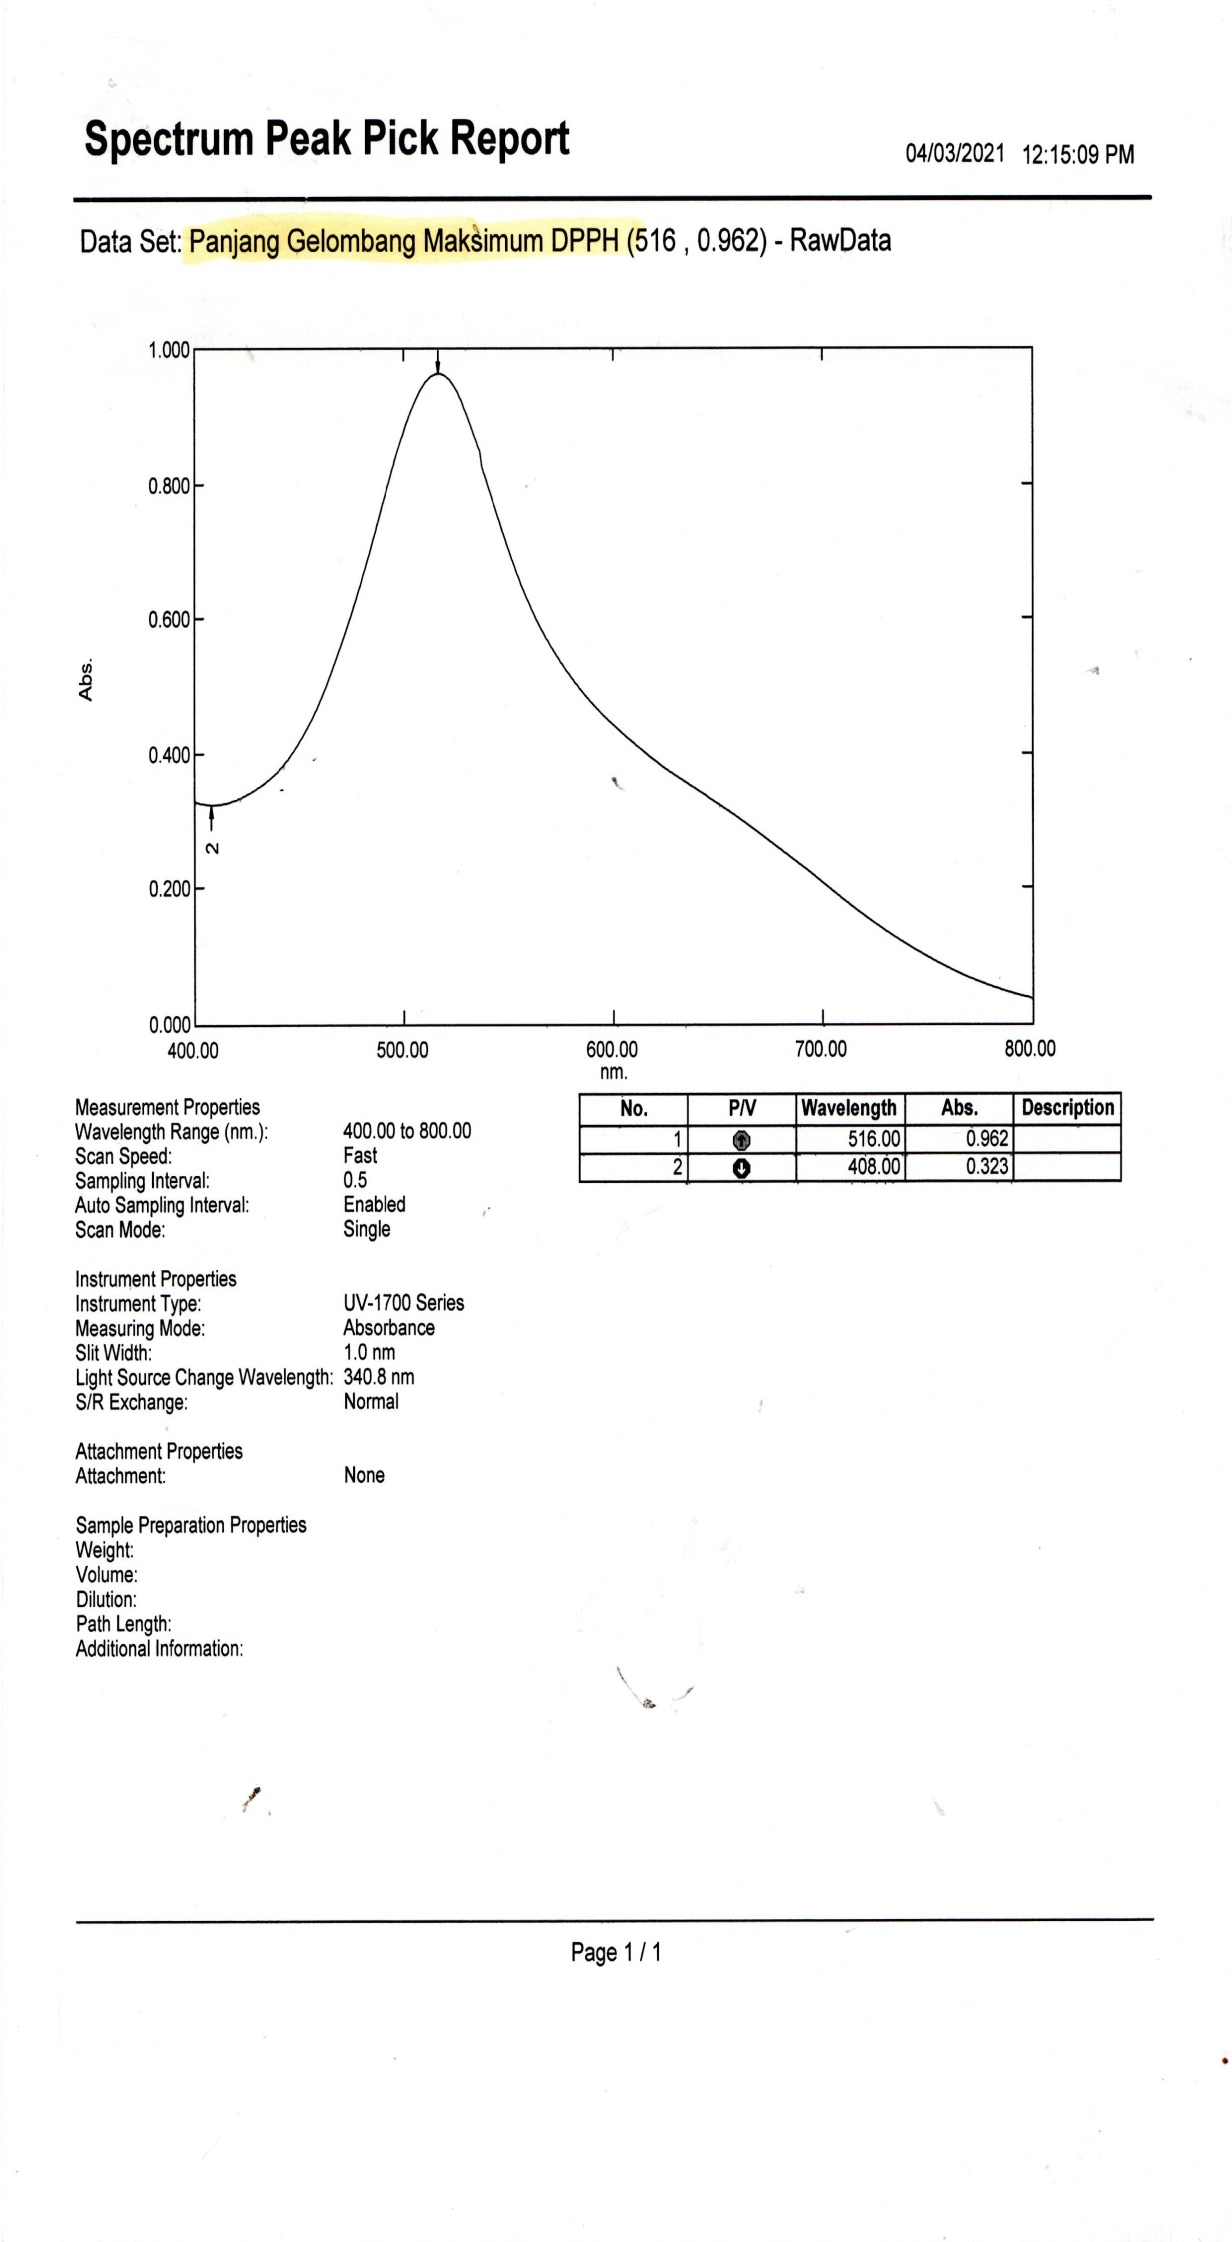 Spectrum Peak Pick Report
04/03/2021 12:15:09 PM
Data Set: Panjang Gelombang Maksimum DPPH (516 , 0.962) - RawData
1.000
0.800
0.600
0.400
0.200
0.000
Abs.
2
400.00 500.00 600.00 700.00 800.00
nm.
Measurement Properties
Wavelength Range (nm.): 400.00 to 800.00
Scan Speed: Fast
Sampling Interval: 0.5
Auto Sampling Interval: Enabled
Scan Mode: Single
No. P/V Wavelength Abs. Description
1 516.00 0.962
2 408.00 0.323
Instrument Properties
Instrument Type: UV-1700 Series
Measuring Mode: Absorbance
Slit Width: 1.0 nm
Light Source Change Wavelength: 340.8 nm
S/R Exchange: Normal
Attachment Properties
Attachment: None
Sample Preparation Properties
Weight:
Volume:
Dilution:
Path Length:
Additional Information:
Page 1 / 1